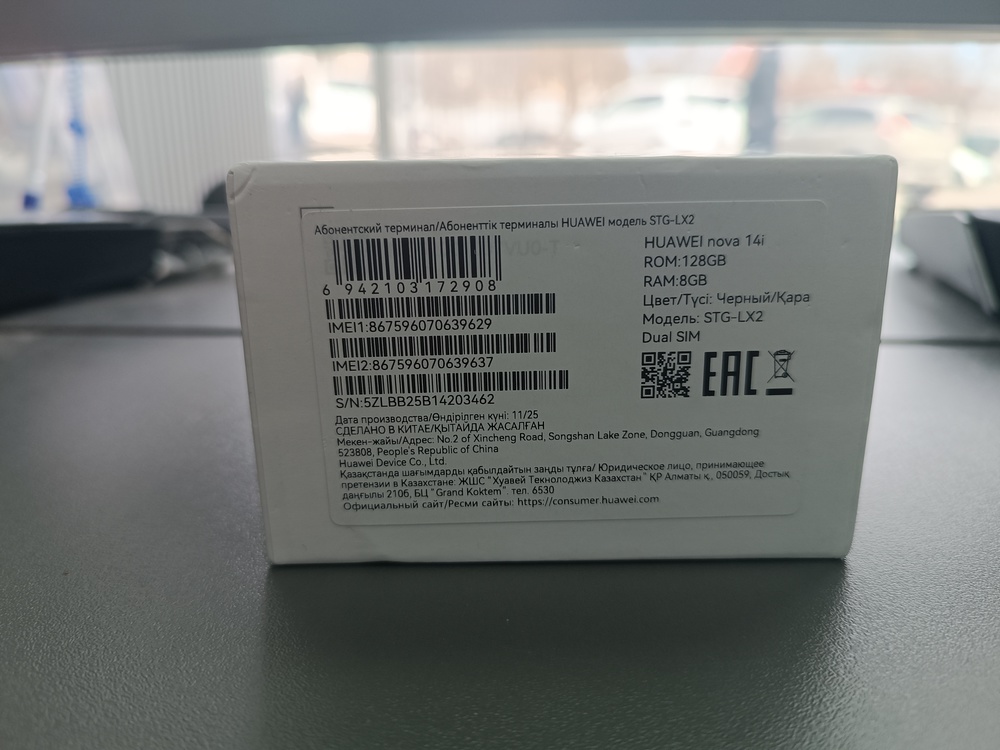 Абонентский терминал/Абоненттік терминалы HUAWEI модель STG-LX2
6 942103 172908
IMEI1:867596070639629
IMEI2:867596070639637
S/N:5ZLBB25B14203462
HUAWEI nova 14i
ROM:128GB
RAM:8GB
Цвет/Түсі: Черный/Қара
Модель: STG-LX2
Dual SIM
EAC
Дата производства/Өндірілген күні: 11/25
СДЕЛАНО В КИТАЕ/ҚЫТАЙДА ЖАСАЛҒАН
Мекен-жайы/Адрес: No.2 of Xincheng Road, Songshan Lake Zone, Dongguan, Guangdong
523808, People's Republic of China
Huawei Device Co., Ltd.
Қазақстанда шағымдарды қабылдайтын заңды тұлға/ Юридическое лицо, принимающее
претензии в Казахстане: ЖШС "Хуавей Текнолоджиз Казахстан" ҚР Алматы қ., 050059, Достық
даңғылы 210б, БЦ "Grand Koktem". тел. 6530
Официальный сайт/Ресми сайты: https://consumer.huawei.com